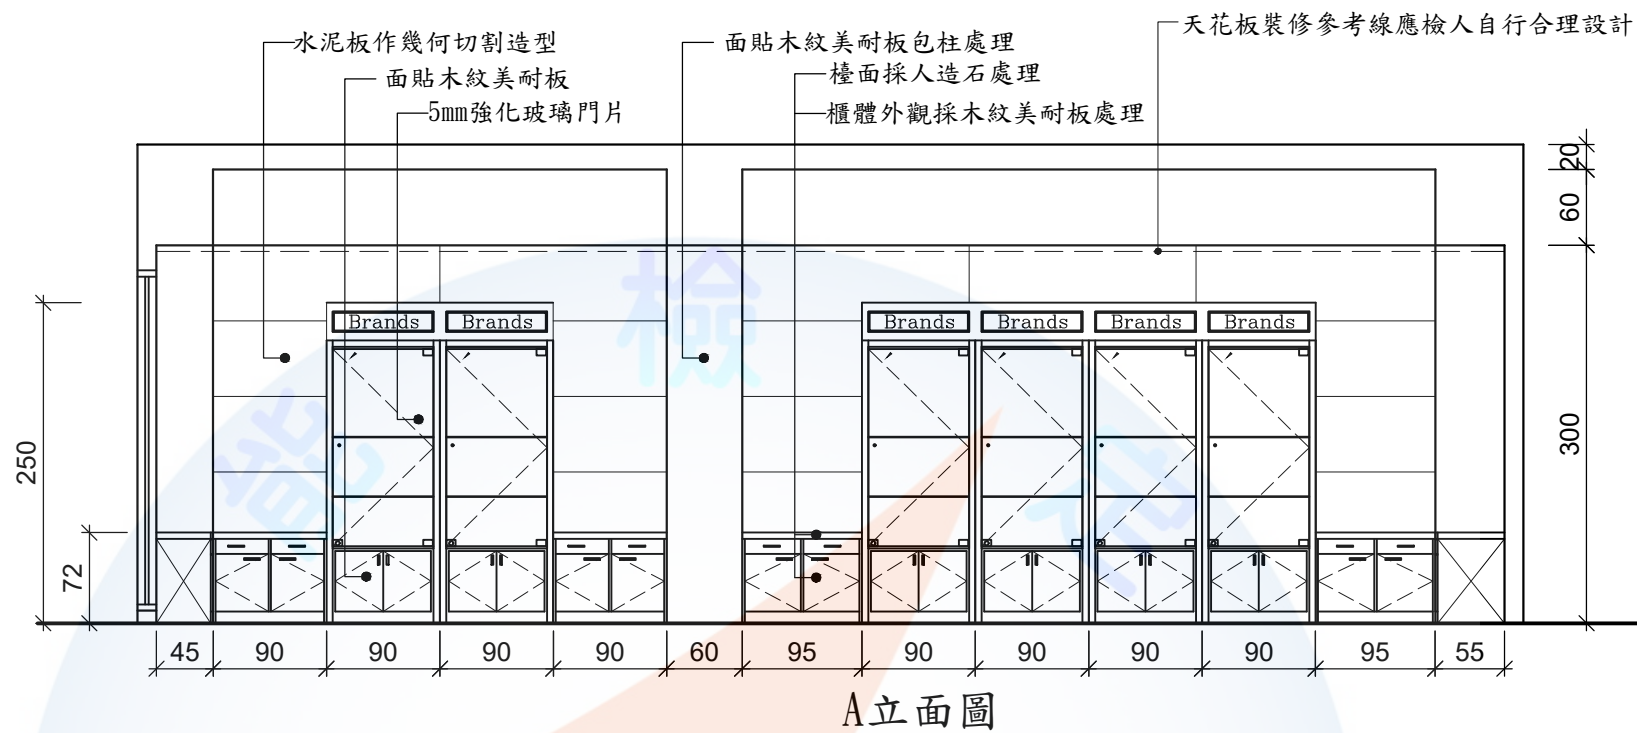 天花板裝修參考線應檢人自行合理設計
水泥板作幾何切割造型
面貼木紋美耐板包柱處理
面貼木紋美耐板
檯面採人造石處理
5mm強化玻璃門片
櫃體外觀採木紋美耐板處理
20
60
300
250
72
Brands Brands Brands Brands Brands Brands
能 檢 定
45 90 90 90 90 60 95 90 90 90 90 95 55
A立面圖